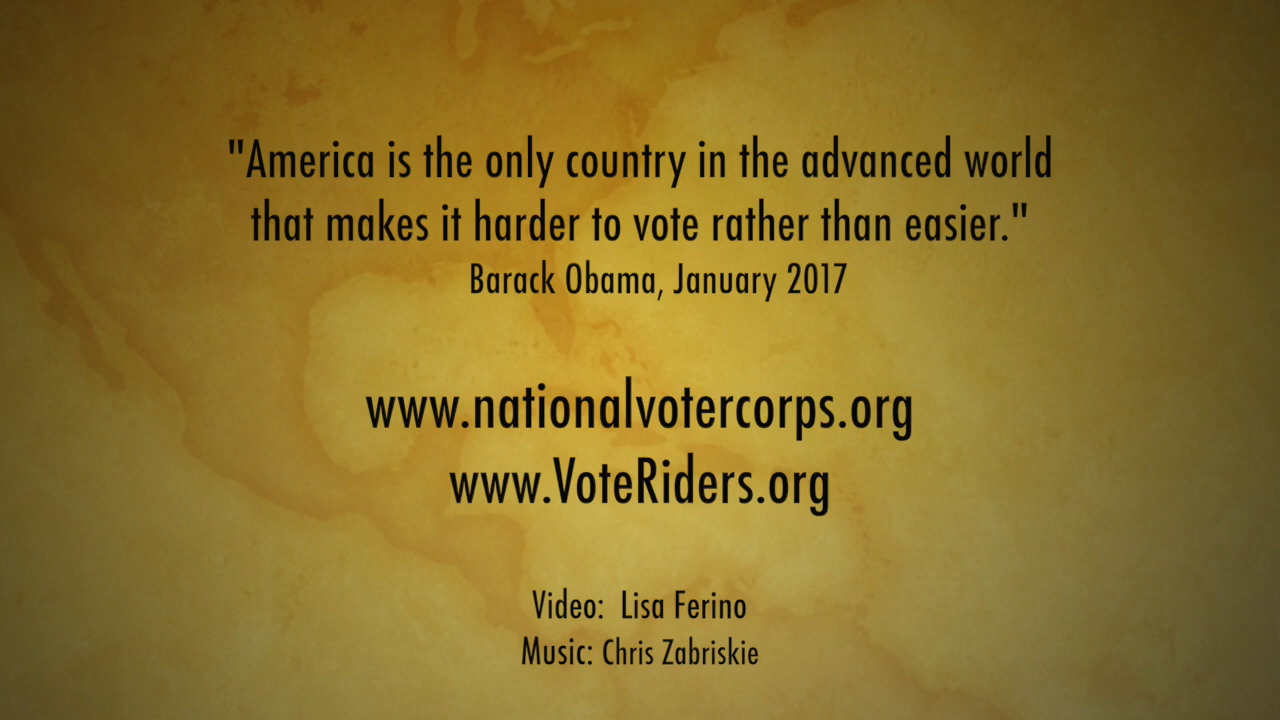 "America is the only country in the advanced world
that makes it harder to vote rather than easier."
Barack Obama, January 2017
www.nationalvotercorps.org
www.VoteRiders.org
Video: Lisa Ferino
Music: Chris Zabriskie